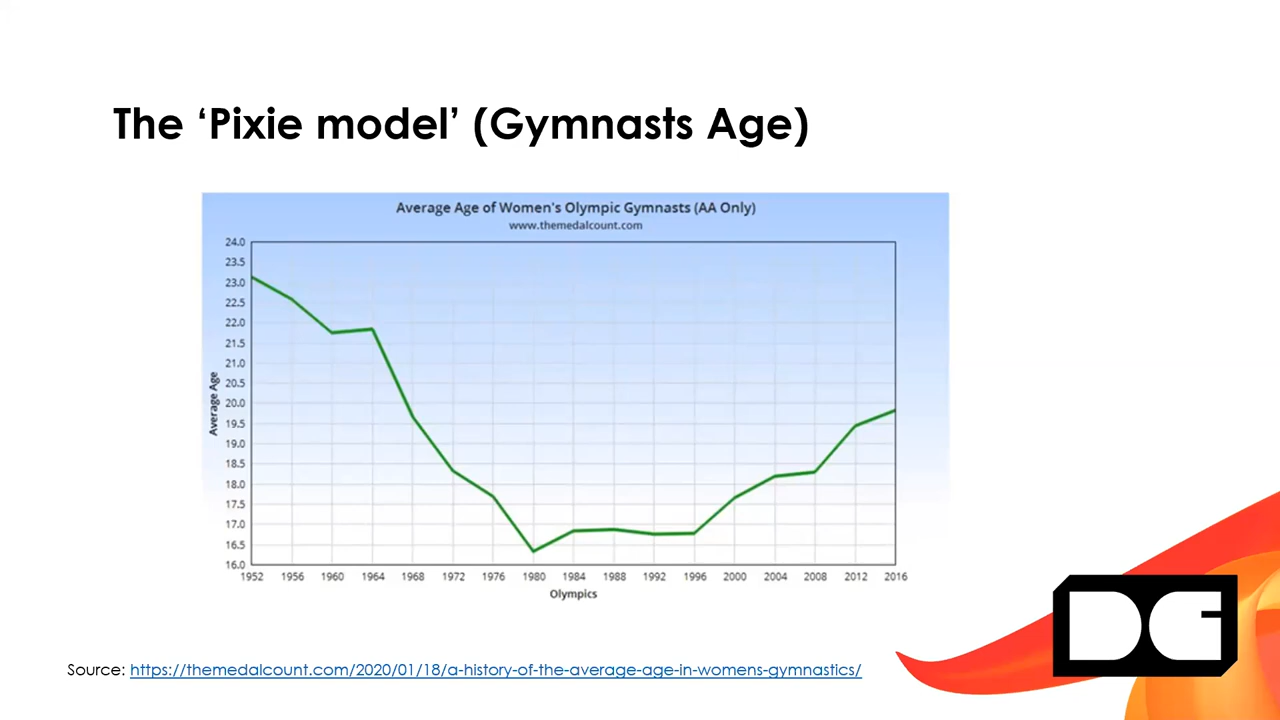 The ‘Pixie model’ (Gymnasts Age)
Average Age of Women's Olympic Gymnasts (AA Only)
www.themedalcount.com
24.0
23.5
23.0
22.5
22.0
21.5
21.0
20.5
20.0
19.5
19.0
18.5
18.0
17.5
17.0
16.5
16.0
Average Age
1952 1956 1960 1964 1968 1972 1976 1980 1984 1988 1992 1996 2000 2004 2008 2012 2016
Olympics
Source: https://themedalcount.com/2020/01/18/a-history-of-the-average-age-in-womens-gymnastics/
DG